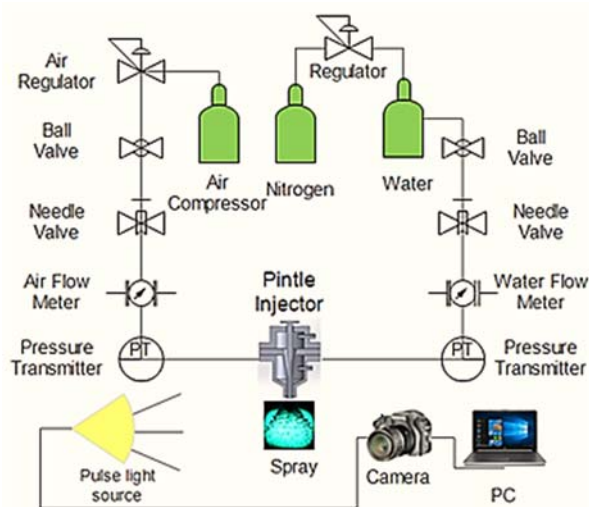 Air
Regulator
Regulator
Ball
Valve
Air
Compressor
Nitrogen
Water
Ball
Valve
Needle
Valve
Needle
Valve
Air Flow
Meter
Pintle
Injector
Water Flow
Meter
Pressure
Transmitter
PT
PT
Pressure
Transmitter
Pulse light
source
Spray
Camera
PC